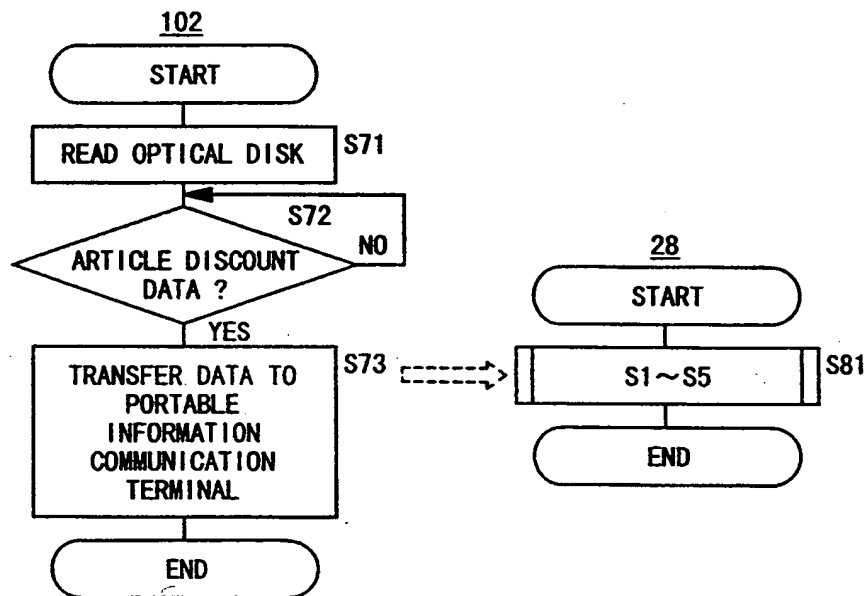 102
START
READ OPTICAL DISK
S71
S72
NO
ARTICLE DISCOUNT
DATA ?
YES
TRANSFER DATA TO
PORTABLE
INFORMATION
COMMUNICATION
TERMINAL
S73
END
28
START
S1~S5
S81
END